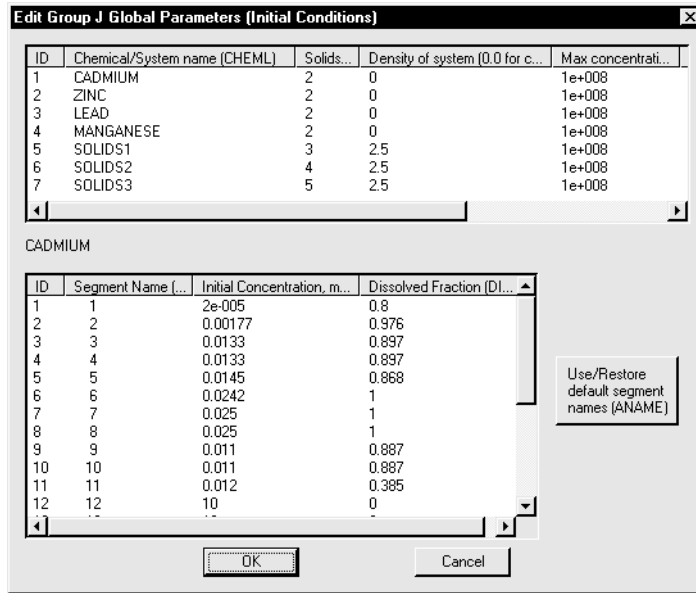 Edit Group J Global Parameters (Initial Conditions)
ID Chemical/System name (CHEML) Solids... Density of system (0.0 for c... Max concentrati...
1 CADMIUM 2 0 1e+008
2 ZINC 2 0 1e+008
3 LEAD 2 0 1e+008
4 MANGANESE 2 0 1e+008
5 SOLIDS1 3 2.5 1e+008
6 SOLIDS2 4 2.5 1e+008
7 SOLIDS3 5 2.5 1e+008
CADMIUM
ID Segment Name (... Initial Concentration, m... Dissolved Fraction (DI...
1 1 2e-005 0.8
2 2 0.00177 0.976
3 3 0.0133 0.897
4 4 0.0133 0.897
5 5 0.0145 0.868
6 6 0.0242 1
7 7 0.025 1
8 8 0.025 1
9 9 0.011 0.887
10 10 0.011 0.887
11 11 0.012 0.385
12 12 10 0
Use/Restore
default segment
names (ANAME)
OK Cancel